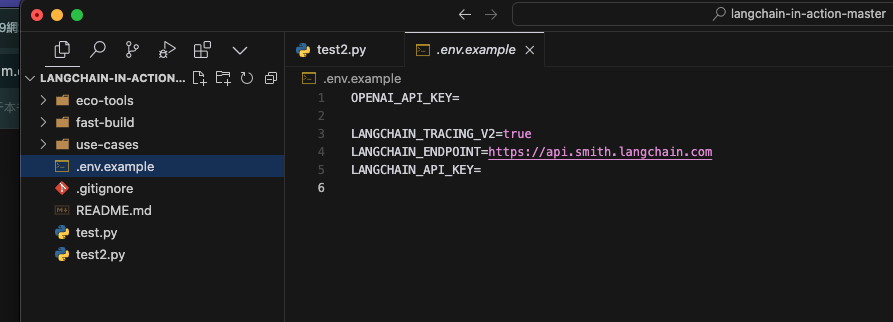 langchain-in-action-master
LANGCHAIN-IN-ACTION...
eco-tools
fast-build
use-cases
.env.example
.gitignore
README.md
test.py
test2.py
test2.py
.env.example
.env.example
1 OPENAI_API_KEY=
2
3 LANGCHAIN_TRACING_V2=true
4 LANGCHAIN_ENDPOINT=https://api.smith.langchain.com
5 LANGCHAIN_API_KEY=
6